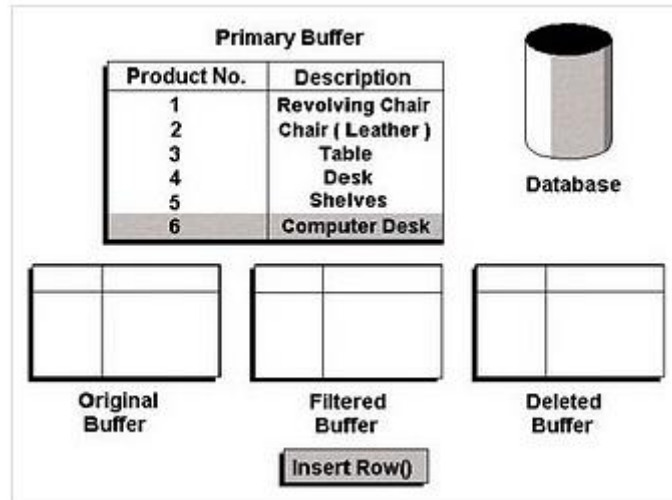 Primary Buffer
Product No. Description
1 Revolving Chair
2 Chair ( Leather )
3 Table
4 Desk
5 Shelves
6 Computer Desk
Database
Original Buffer
Filtered Buffer
Deleted Buffer
Insert Row()